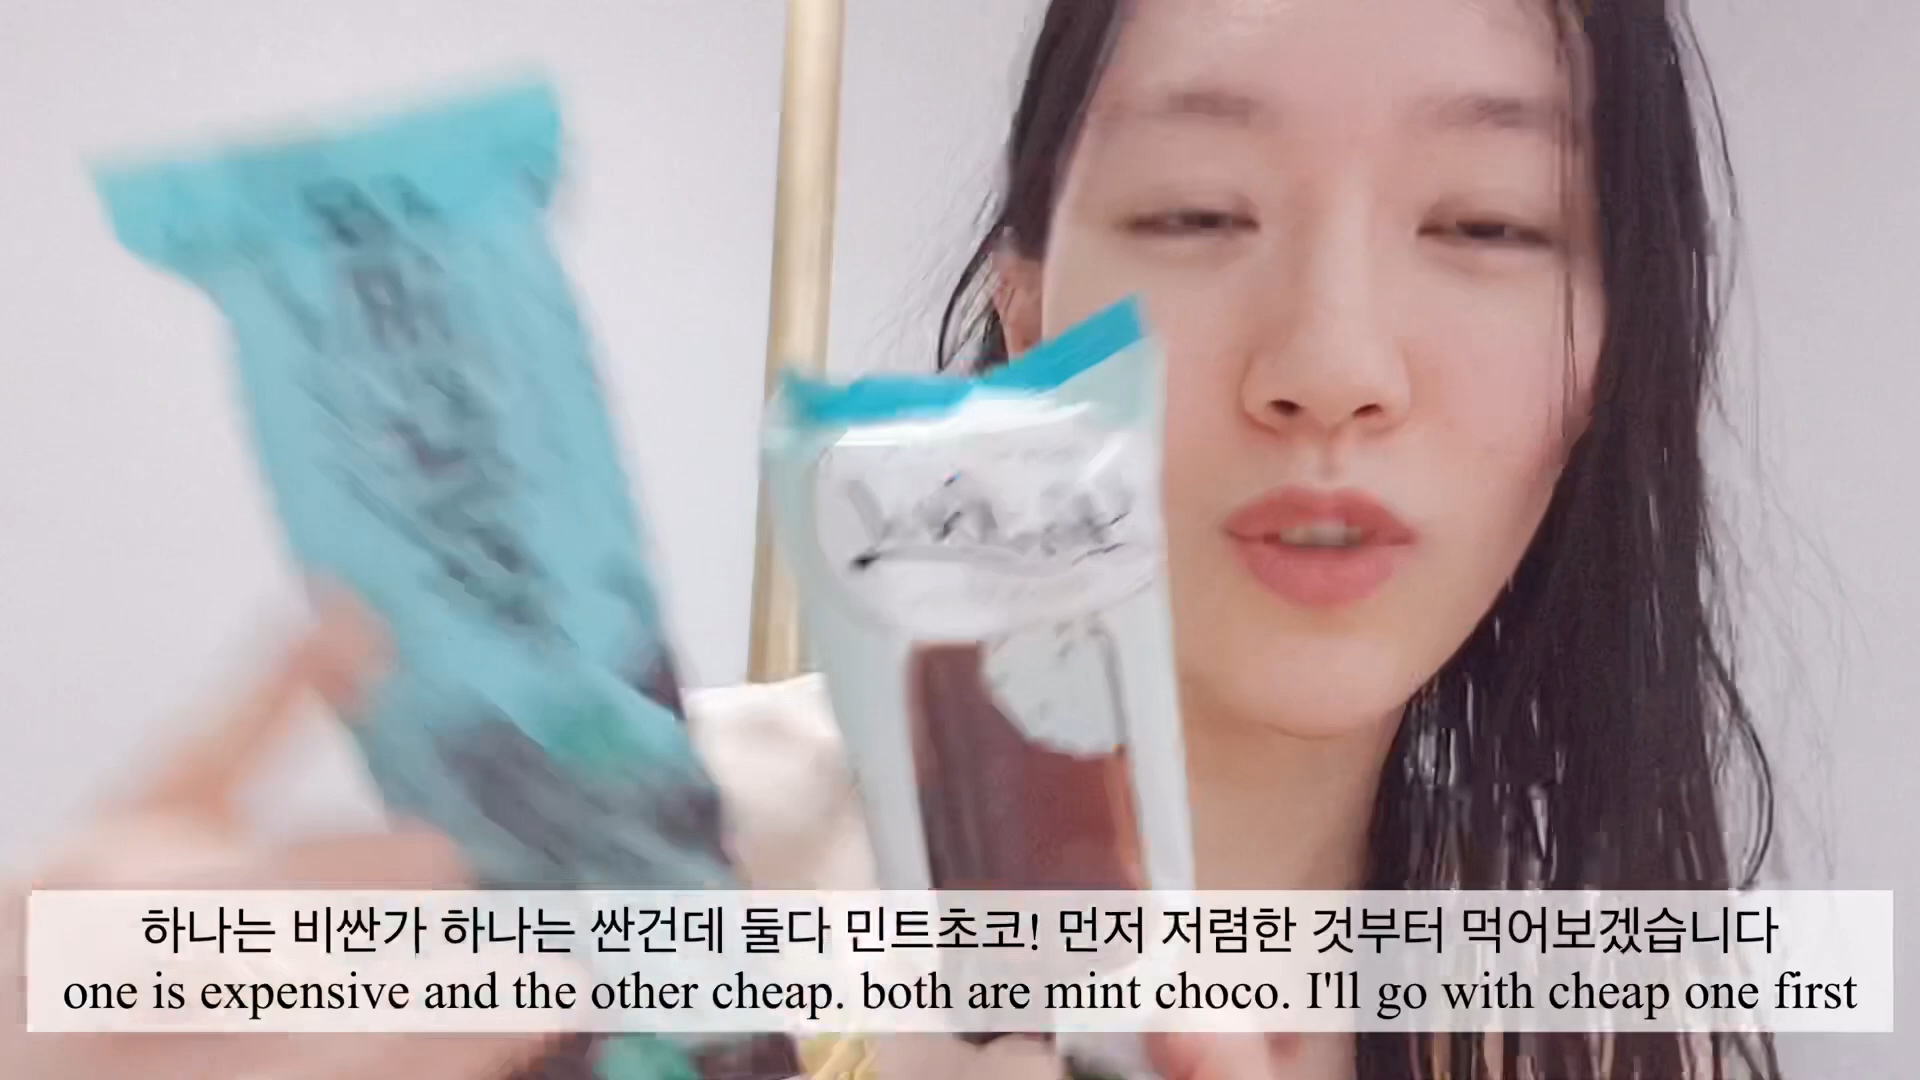 하나는 비싼가 하나는 싼건데 둘다 민트초코! 먼저 저렴한 것부터 먹어보겠습니다
one is expensive and the other cheap. both are mint choco. I'll go with cheap one first